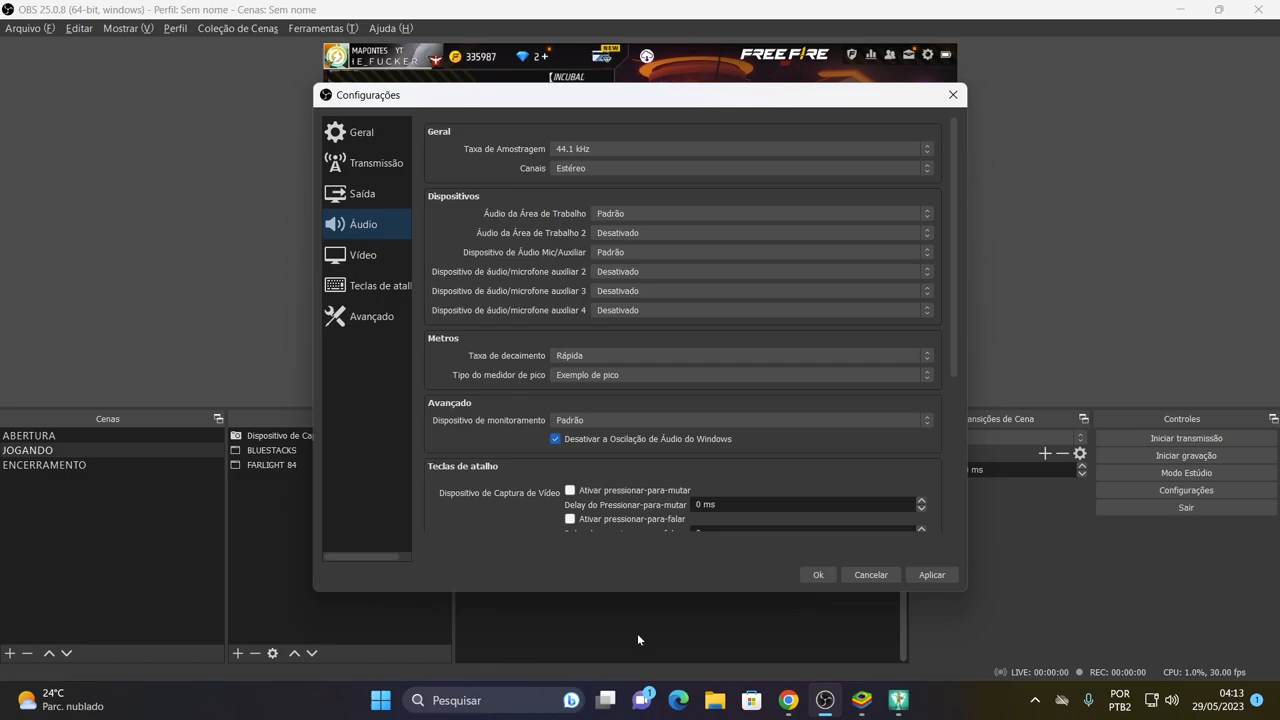 OBS 25.0.8 (64-bit, windows) - Perfil: Sem nome - Cenas: Sem nome
Arquivo (F) Editar Mostrar (V) Perfil Coleção de Cenas Ferramentas (T) Ajuda (H)
MAPONTES YT
IE_FUCKER 335987 2 + NEW FREE FIRE
INCUBAL
Configurações
Geral
Transmissão
Saída
Áudio
Vídeo
Teclas de atall
Avançado
Geral
Taxa de Amostragem 44.1 kHz
Canais Estéreo
Dispositivos
Áudio da Área de Trabalho Padrão
Áudio da Área de Trabalho 2 Desativado
Dispositivo de Áudio Mic/Auxiliar Padrão
Dispositivo de áudio/microfone auxiliar 2 Desativado
Dispositivo de áudio/microfone auxiliar 3 Desativado
Dispositivo de áudio/microfone auxiliar 4 Desativado
Metros
Taxa de decaimento Rápida
Tipo do medidor de pico Exemplo de pico
Avançado
Dispositivo de monitoramento Padrão
Desativar a Oscilação de Áudio do Windows
Teclas de atalho
Dispositivo de Captura de Vídeo Ativar pressionar-para-mutar
Delay do Pressionar-para-mutar 0 ms
Ativar pressionar-para-falar
Ok Cancelar Aplicar
Cenas
ABERTURA
JOGANDO
ENCERRAMENTO
Dispositivo de Ca
BLUESTACKS
FARLIGHT 84
ansições de Cena
ms
Controles
Iniciar transmissão
Iniciar gravação
Modo Estúdio
Configurações
Sair
LIVE: 00:00:00 REC: 00:00:00 CPU: 1.0%, 30.00 fps
24°C
Parc. nublado
Pesquisar
1
POR
PTB2
04:13
29/05/2023
1